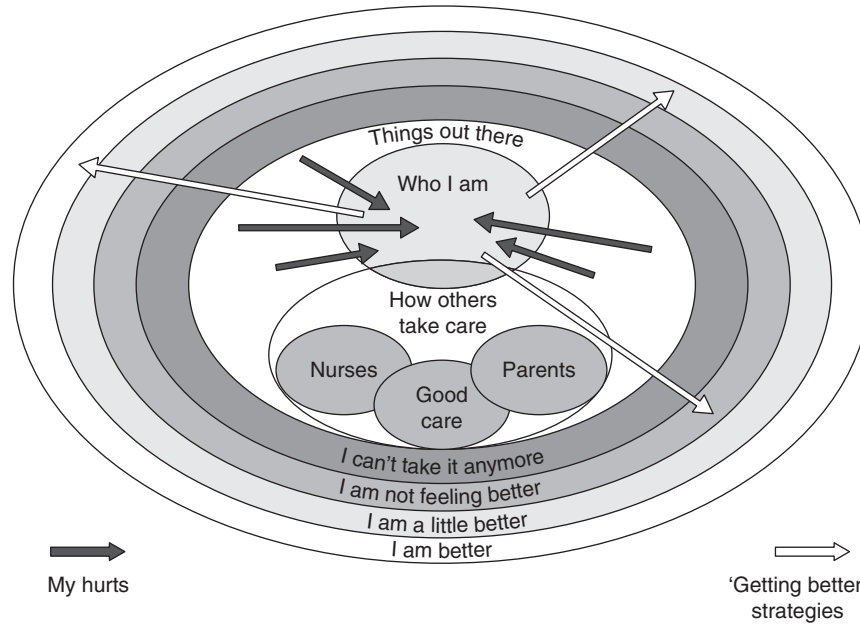 Things out there
Who I am
How others
take care
Nurses
Parents
Good
care
I can't take it anymore
I am not feeling better
I am a little better
I am better
My hurts
'Getting better
strategies